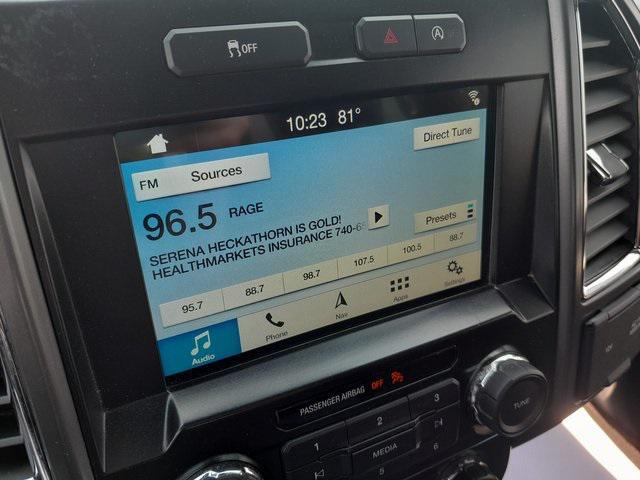 OFF
A
10:23 81°
Direct Tune
FM Sources
96.5 RAGE
SERENA HECKATHORN IS GOLD!
HEALTHMARKETS INSURANCE 740-6
Presets
95.7 88.7 98.7 107.5 100.5 88.7
Audio Phone Nav Apps Settings
PASSENGER AIRBAG OFF
1 2 3
MEDIA
5 6
TUNE